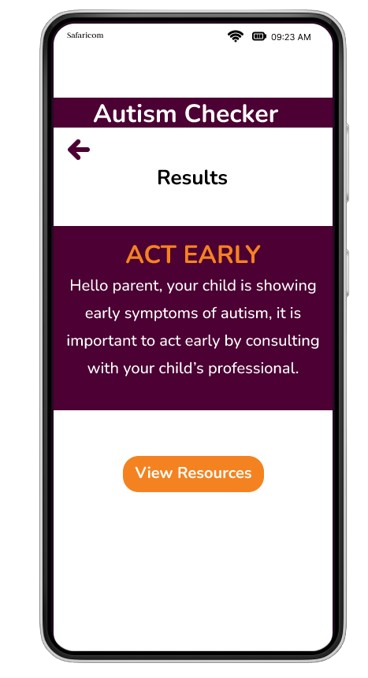 Safaricom 09:23 AM
Autism Checker
Results
ACT EARLY
Hello parent, your child is showing
early symptoms of autism, it is
important to act early by consulting
with your child's professional.
View Resources